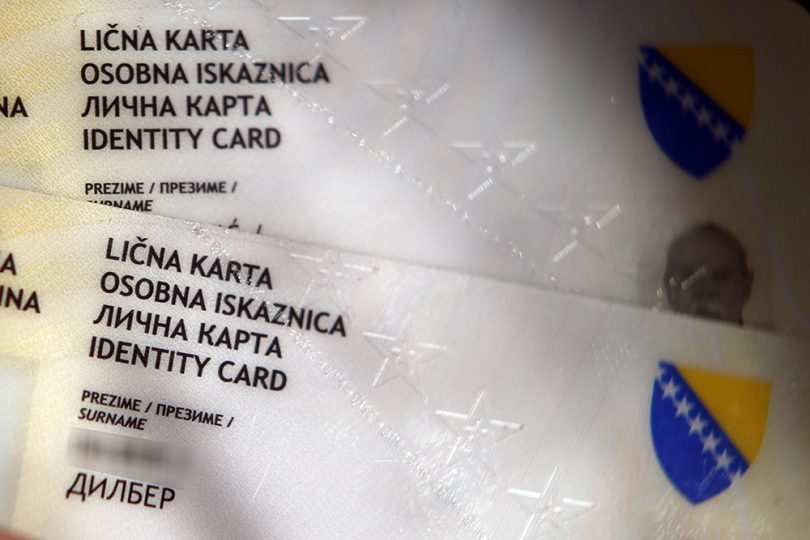 LIČNA KARTA
OSOBNA ISKAZNICA
ЛИЧНА КАРТА
IDENTITY CARD
PREZIME / ПРЕЗИМЕ /
SURNAME
LIČNA KARTA
OSOBNA ISKAZNICA
ЛИЧНА КАРТА
IDENTITY CARD
PREZIME / ПРЕЗИМЕ /
SURNAME
ДИЛБЕР